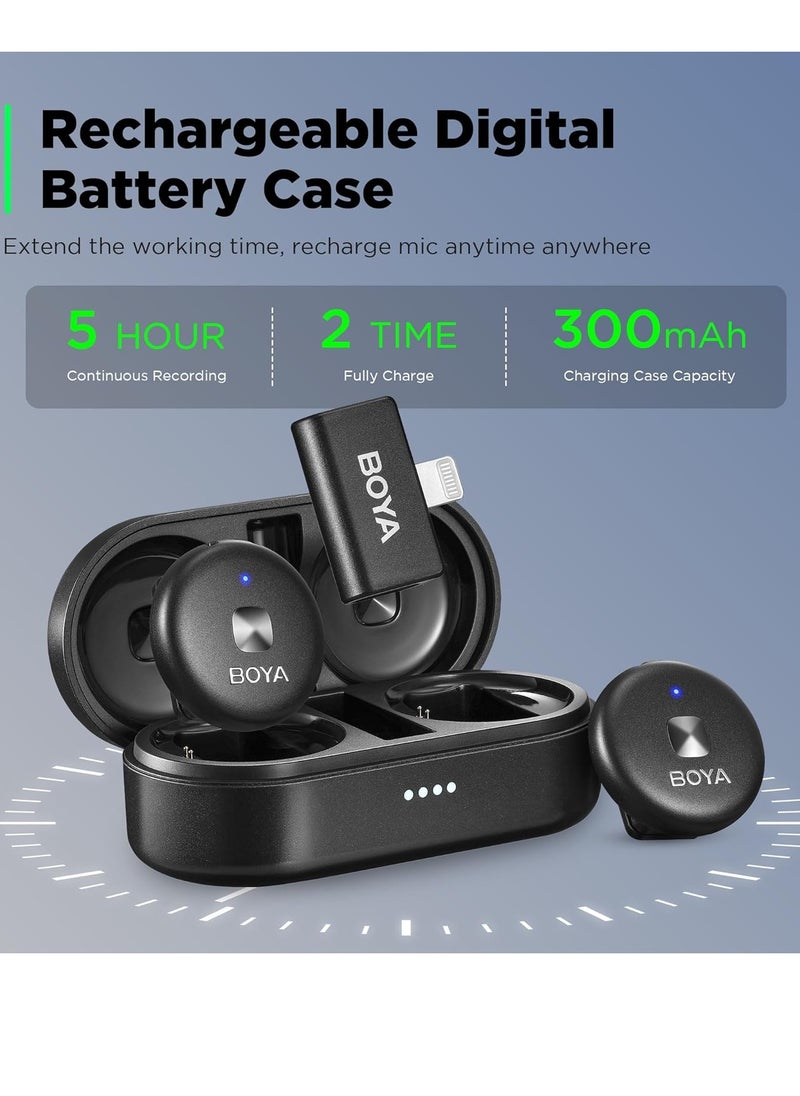 Rechargeable Digital
Battery Case
Extend the working time, recharge mic anytime anywhere
5 HOUR
Continuous Recording
2 TIME
Fully Charge
300mAh
Charging Case Capacity
BOYA
BOYA
BOYA